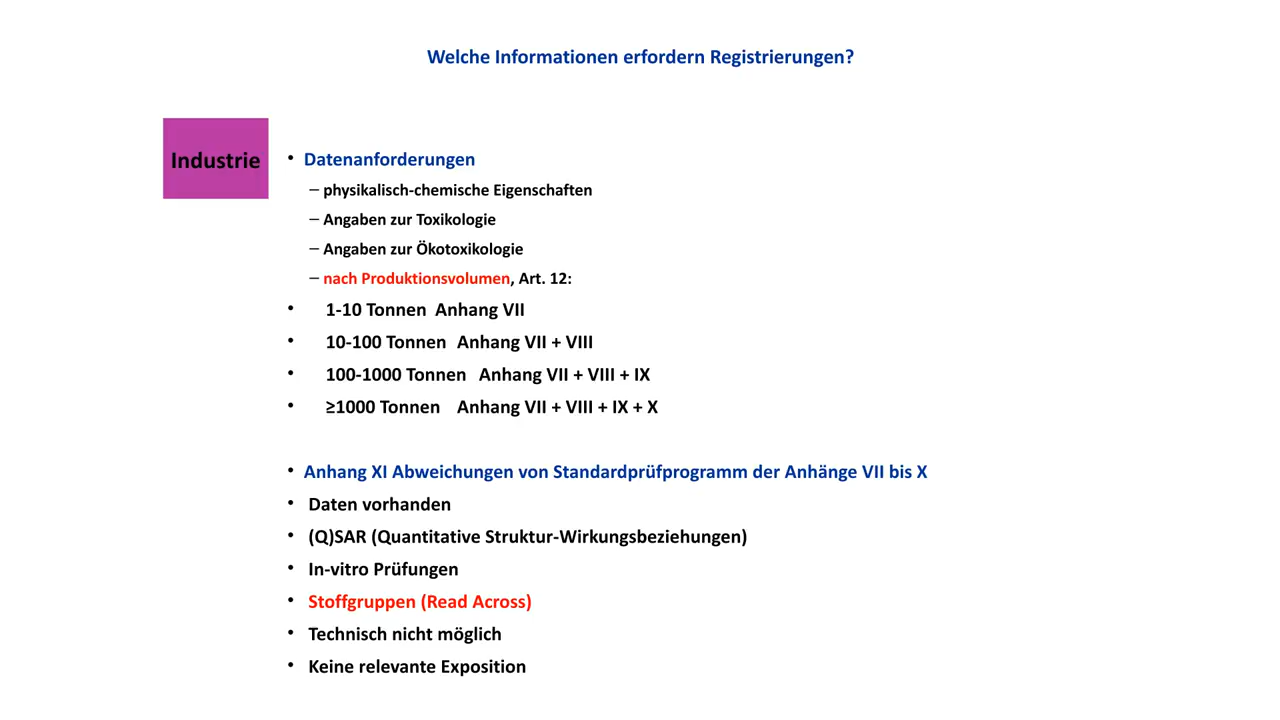 Welche Informationen erfordern Registrierungen?
Industrie
• Datenanforderungen
– physikalisch-chemische Eigenschaften
– Angaben zur Toxikologie
– Angaben zur Ökotoxikologie
– nach Produktionsvolumen, Art. 12:
• 1-10 Tonnen Anhang VII
• 10-100 Tonnen Anhang VII + VIII
• 100-1000 Tonnen Anhang VII + VIII + IX
• ≥1000 Tonnen Anhang VII + VIII + IX + X
• Anhang XI Abweichungen von Standardprüfprogramm der Anhänge VII bis X
• Daten vorhanden
• (Q)SAR (Quantitative Struktur-Wirkungsbeziehungen)
• In-vitro Prüfungen
• Stoffgruppen (Read Across)
• Technisch nicht möglich
• Keine relevante Exposition